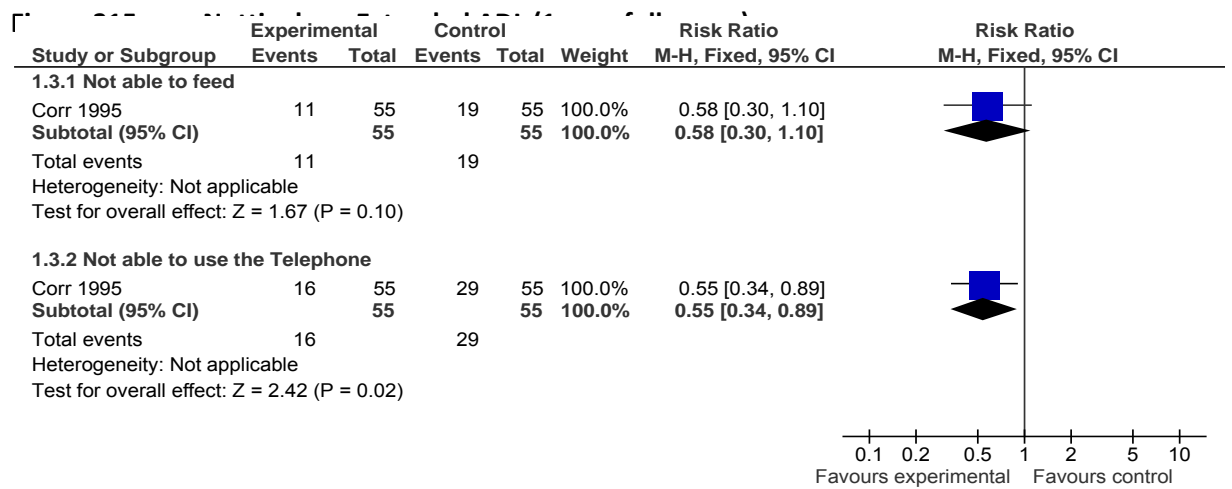 Experimental Control Risk Ratio Risk Ratio
Study or Subgroup Events Total Events Total Weight M-H, Fixed, 95% CI M-H, Fixed, 95% CI
1.3.1 Not able to feed
Corr 1995 11 55 19 55 100.0% 0.58 [0.30, 1.10]
Subtotal (95% CI) 55 55 100.0% 0.58 [0.30, 1.10]
Total events 11 19
Heterogeneity: Not applicable
Test for overall effect: Z = 1.67 (P = 0.10)
1.3.2 Not able to use the Telephone
Corr 1995 16 55 29 55 100.0% 0.55 [0.34, 0.89]
Subtotal (95% CI) 55 55 100.0% 0.55 [0.34, 0.89]
Total events 16 29
Heterogeneity: Not applicable
Test for overall effect: Z = 2.42 (P = 0.02)
0.1 0.2 0.5 1 2 5 10
Favours experimental Favours control